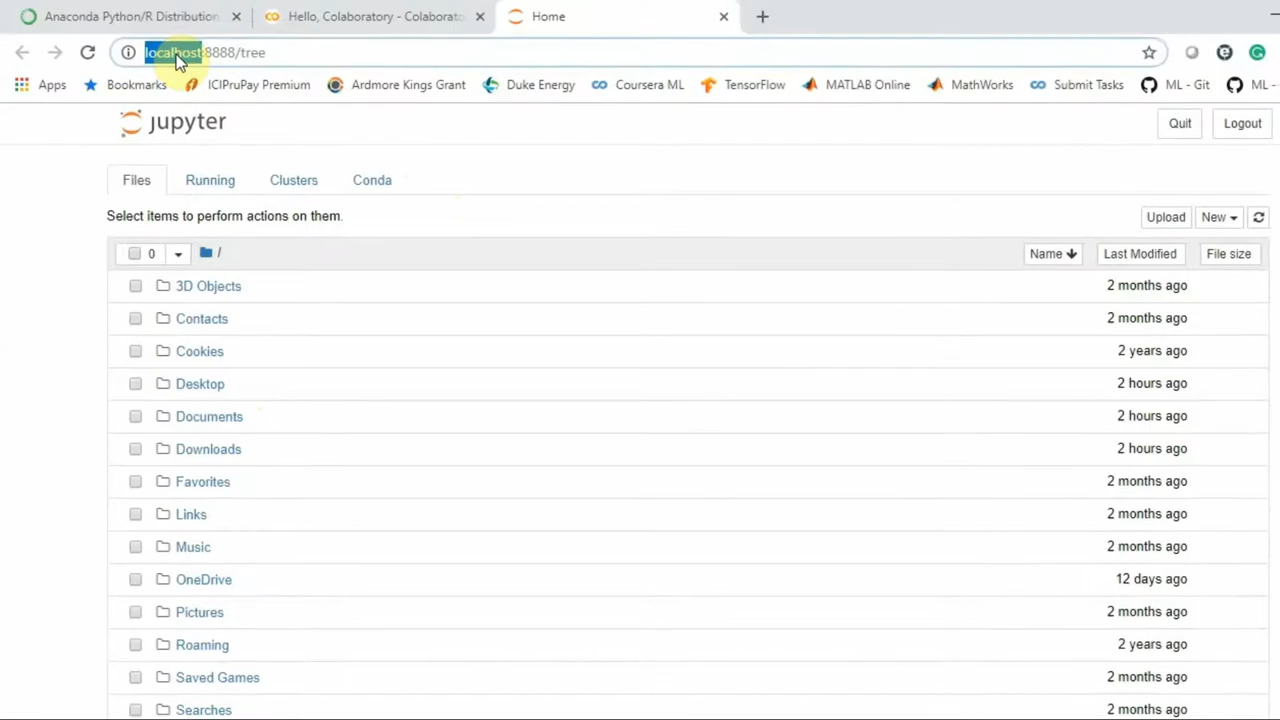 Anaconda Python/R Distribution
Hello, Colaboratory - Colaborato
Home
localhost:8888/tree
Apps
Bookmarks
ICIPruPay Premium
Ardmore Kings Grant
Duke Energy
Coursera ML
TensorFlow
MATLAB Online
MathWorks
Submit Tasks
ML - Git
ML -
jupyter
Quit
Logout
Files
Running
Clusters
Conda
Select items to perform actions on them.
Upload
New
0
/
Name
Last Modified
File size
3D Objects
2 months ago
Contacts
2 months ago
Cookies
2 years ago
Desktop
2 hours ago
Documents
2 hours ago
Downloads
2 hours ago
Favorites
2 months ago
Links
2 months ago
Music
2 months ago
OneDrive
12 days ago
Pictures
2 months ago
Roaming
2 years ago
Saved Games
2 months ago
Searches
2 months ago